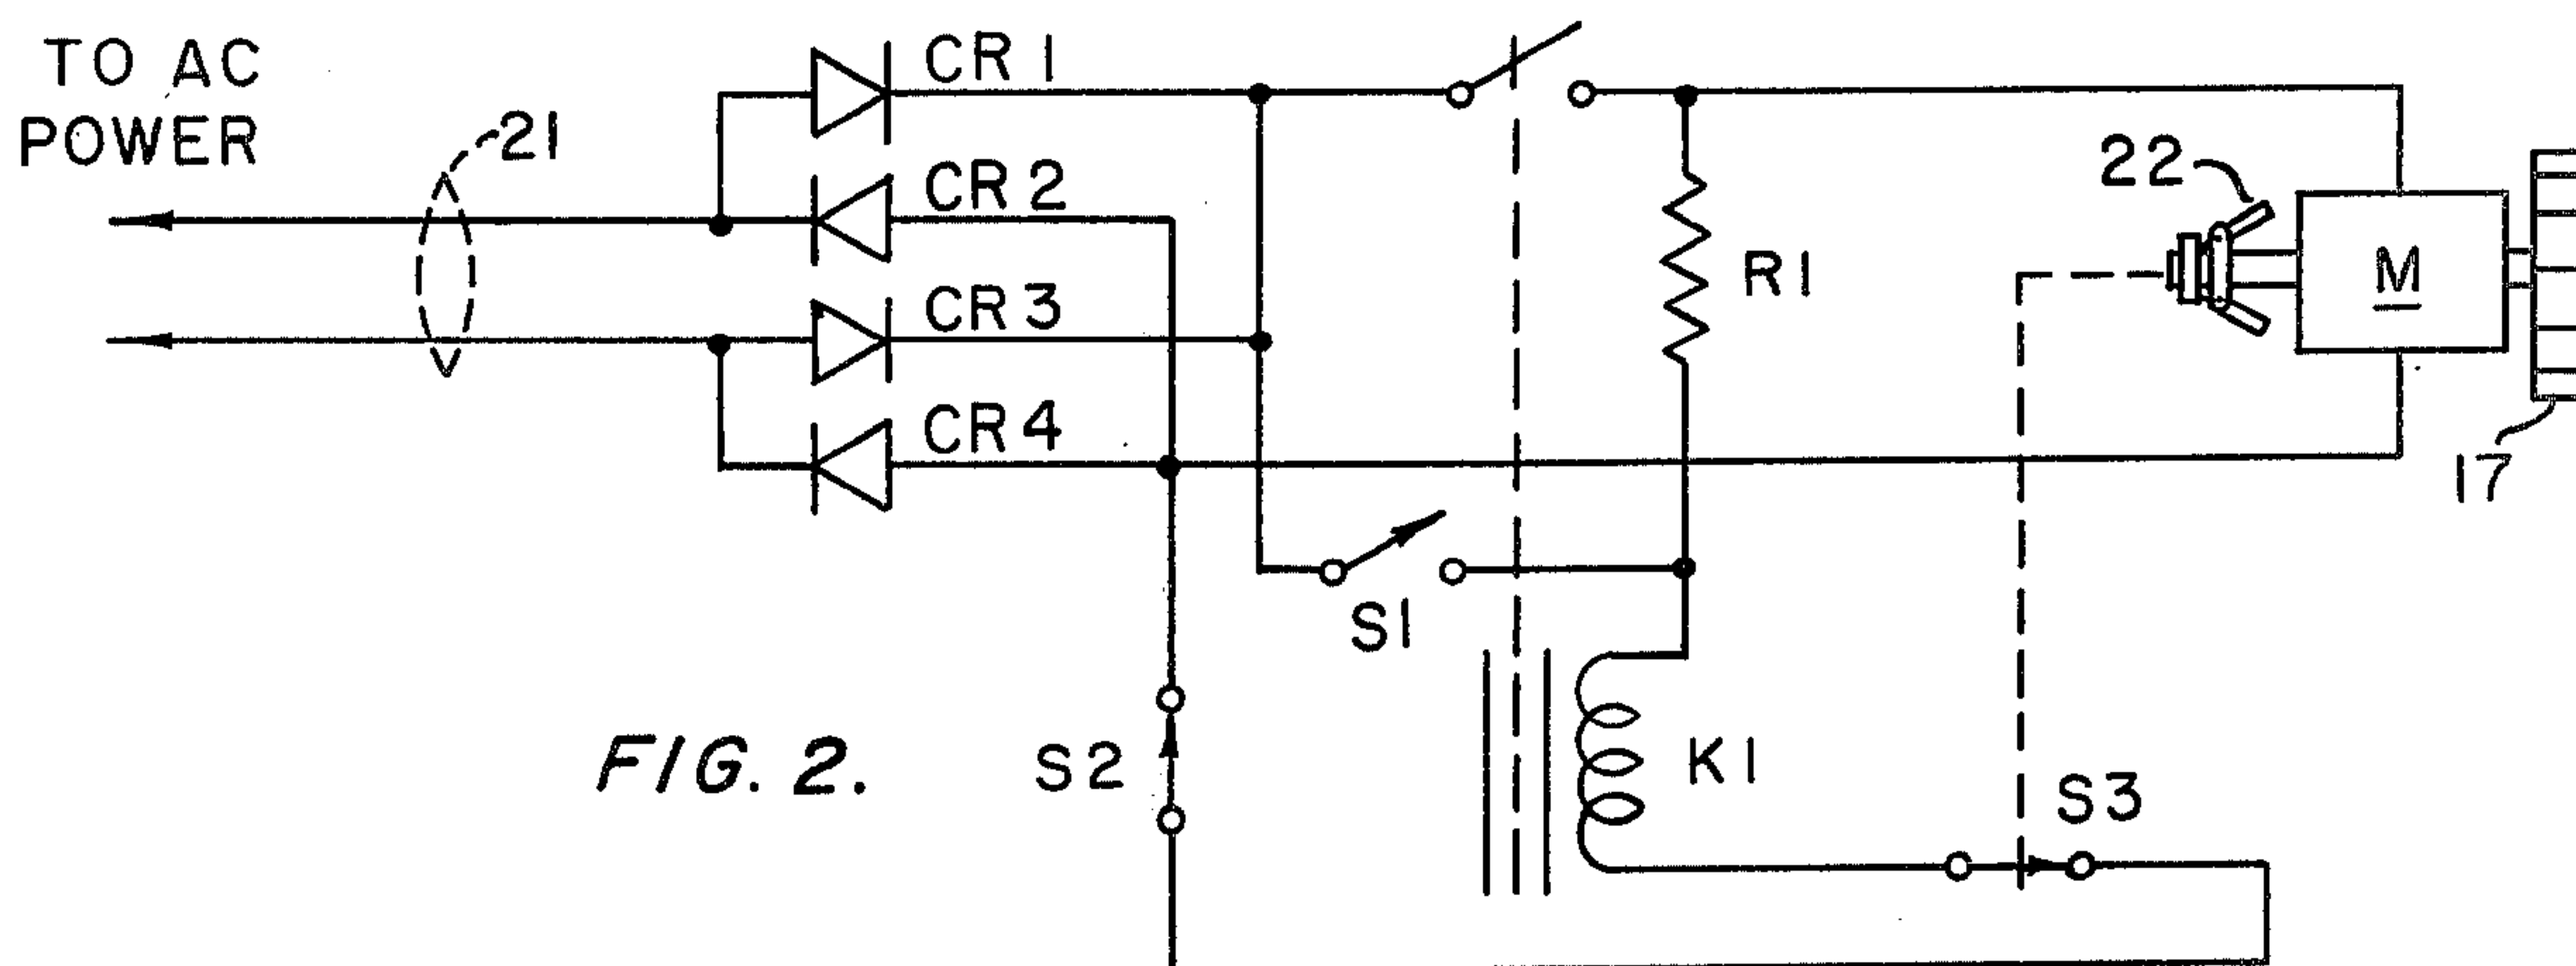 TO AC
POWER
21
CR 1
CR 2
CR 3
CR 4
22
M
R1
17
S1
FIG. 2.
S2
K1
S3